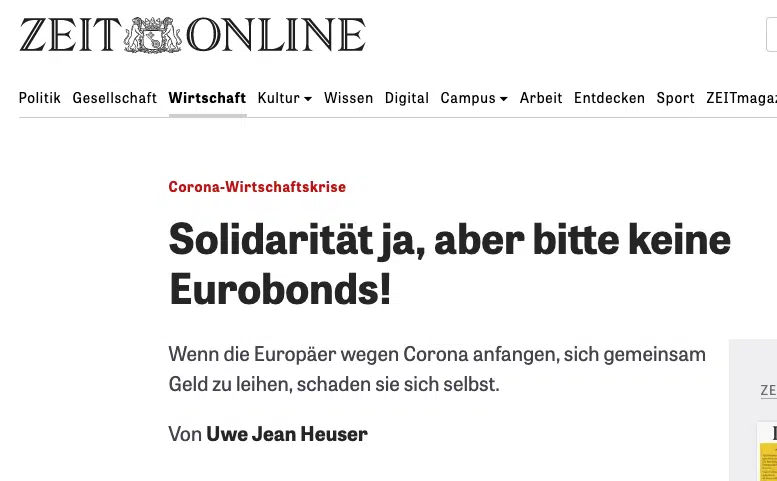 ZEIT ONLINE
Politik Gesellschaft Wirtschaft Kultur Wissen Digital Campus Arbeit Entdecken Sport
Corona-Wirtschaftskrise
Solidarität ja, aber bitte keine
Eurobonds!
Wenn die Europäer wegen Corona anfangen, sich gemeinsam
Geld zu leihen, schaden sie sich selbst.
Von Uwe Jean Heuser